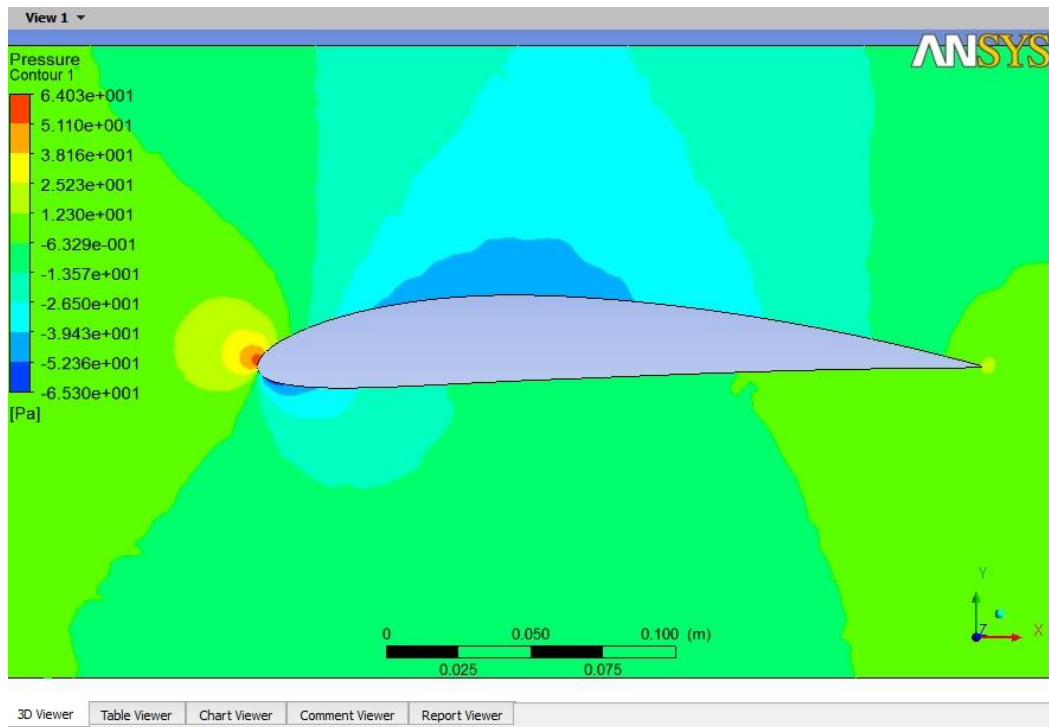 View 1
ANSYS
Pressure
Contour 1
6.403e+001
5.110e+001
3.816e+001
2.523e+001
1.230e+001
-6.329e-001
-1.357e+001
-2.650e+001
-3.943e+001
-5.236e+001
-6.530e+001
[Pa]
0 0.050 0.100 (m)
0.025 0.075
Y
Z X
3D Viewer Table Viewer Chart Viewer Comment Viewer Report Viewer